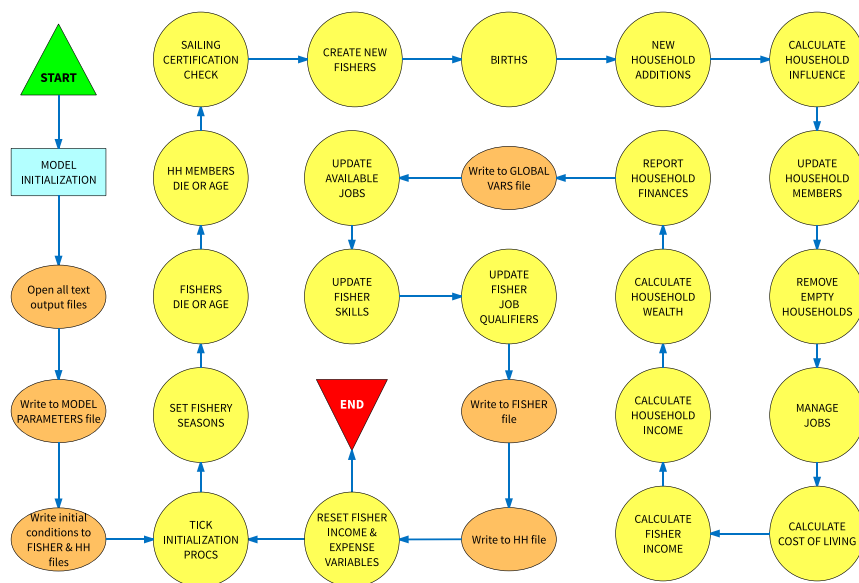 START
MODEL
INITIALIZATION
Open all text
output files
Write to MODEL
PARAMETERS file
Write initial
conditions to
FISHER & HH
files
TICK
INITIALIZATION
PROCS
SET FISHERY
SEASONS
FISHERS
DIE OR AGE
HH MEMBERS
DIE OR AGE
SAILING
CERTIFICATION
CHECK
CREATE NEW
FISHERS
BIRTHS
NEW
HOUSEHOLD
ADDITIONS
CALCULATE
HOUSEHOLD
INFLUENCE
UPDATE
HOUSEHOLD
MEMBERS
REMOVE
EMPTY
HOUSEHOLDS
MANAGE
JOBS
CALCULATE
COST OF LIVING
CALCULATE
FISHER
INCOME
CALCULATE
HOUSEHOLD
INCOME
CALCULATE
HOUSEHOLD
WEALTH
REPORT
HOUSEHOLD
FINANCES
Write to GLOBAL
VARS file
UPDATE
AVAILABLE
JOBS
UPDATE
FISHER
SKILLS
UPDATE
FISHER
JOB
QUALIFIERS
Write to FISHER
file
Write to HH file
RESET FISHER
INCOME &
EXPENSE
VARIABLES
END